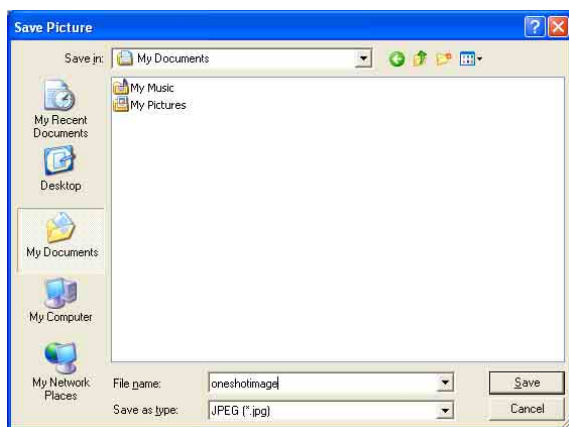 Save Picture
Save in:
My Documents
My Recent
Documents
Desktop
My Documents
My Computer
My Network
Places
My Music
My Pictures
File name:
oneshotimage
Save
Save as type:
JPEG (*.jpg)
Cancel